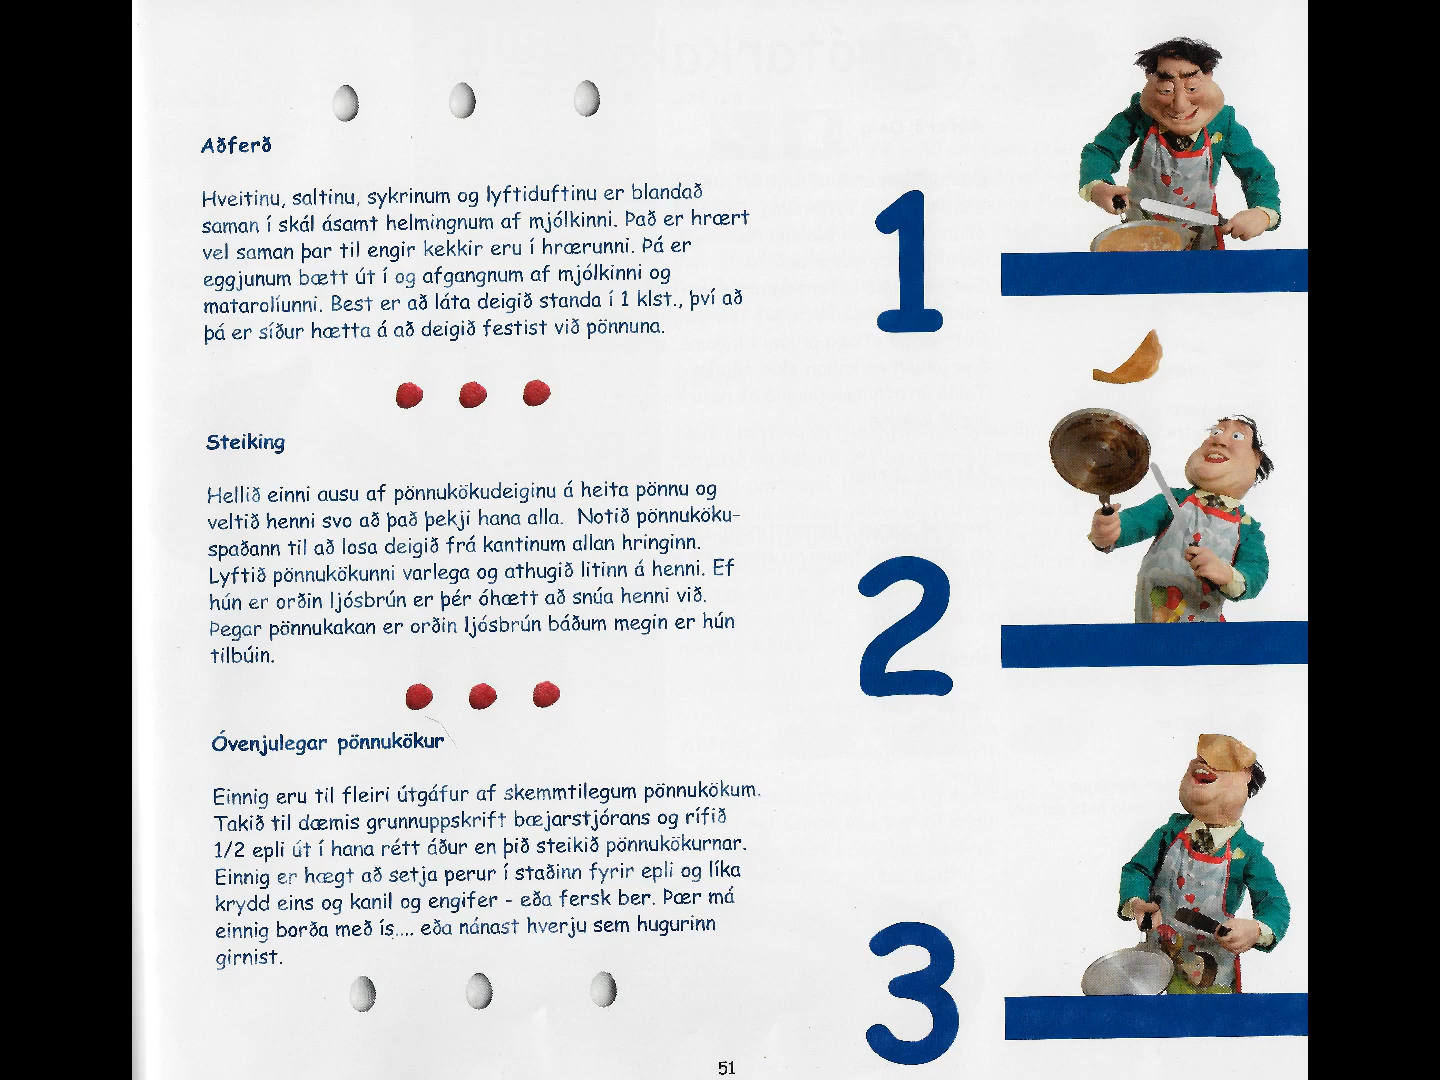 Aðferð
Hveitinu, saltinu, sykrinum og lyftiduftinu er blandað
saman í skál ásamt helmingnum af mjólkinni. Það er hrært
vel saman þar til engir kekkir eru í hrærunni. Þá er
eggjunum bætt út í og afgangnum af mjólkinni og
matarolíunni. Best er að láta deigið standa í 1 klst., því að
þá er síður hætta á að deigið festist við pönnuna.
1
Steiking
Hellið einni ausu af pönnukökudeiginu á heita pönnu og
veltið henni svo að það þekji hana alla. Notið pönnuköku-
spaðann til að losa deigið frá kantinum allan hringinn.
Lyftið pönnukökunni varlega og athugið litinn á henni. Ef
hún er orðin ljósbrún er þér óhætt að snúa henni við.
Þegar pönnukakan er orðin ljósbrún báðum megin er hún
tilbúin.
2
Óvenjulegar pönnukökur
Einnig eru til fleiri útgáfur af skemmtilegum pönnukökum.
Takið til dæmis grunnuppskrift bæjarstjórans og rífið
1/2 epli út í hana rétt áður en þið steikið pönnukökurnar.
Einnig er hægt að setja perur í staðinn fyrir epli og líka
krydd eins og kanil og engifer - eða fersk ber. Þær má
einnig borða með ís.... eða nánast hverju sem hugurinn
girnist.
3
51